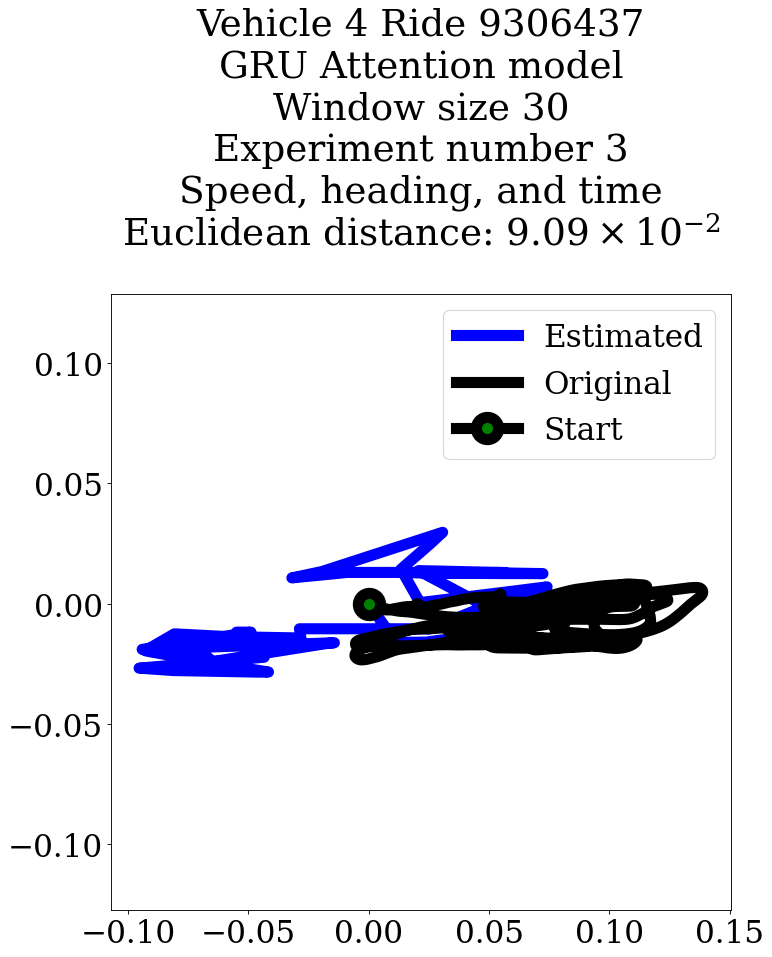 Vehicle 4 Ride 9306437
GRU Attention model
Window size 30
Experiment number 3
Speed, heading, and time
Euclidean distance: 9.09 × 10⁻²
Estimated
Original
Start
0.10
0.05
0.00
−0.05
−0.10
−0.10 −0.05 0.00 0.05 0.10 0.15